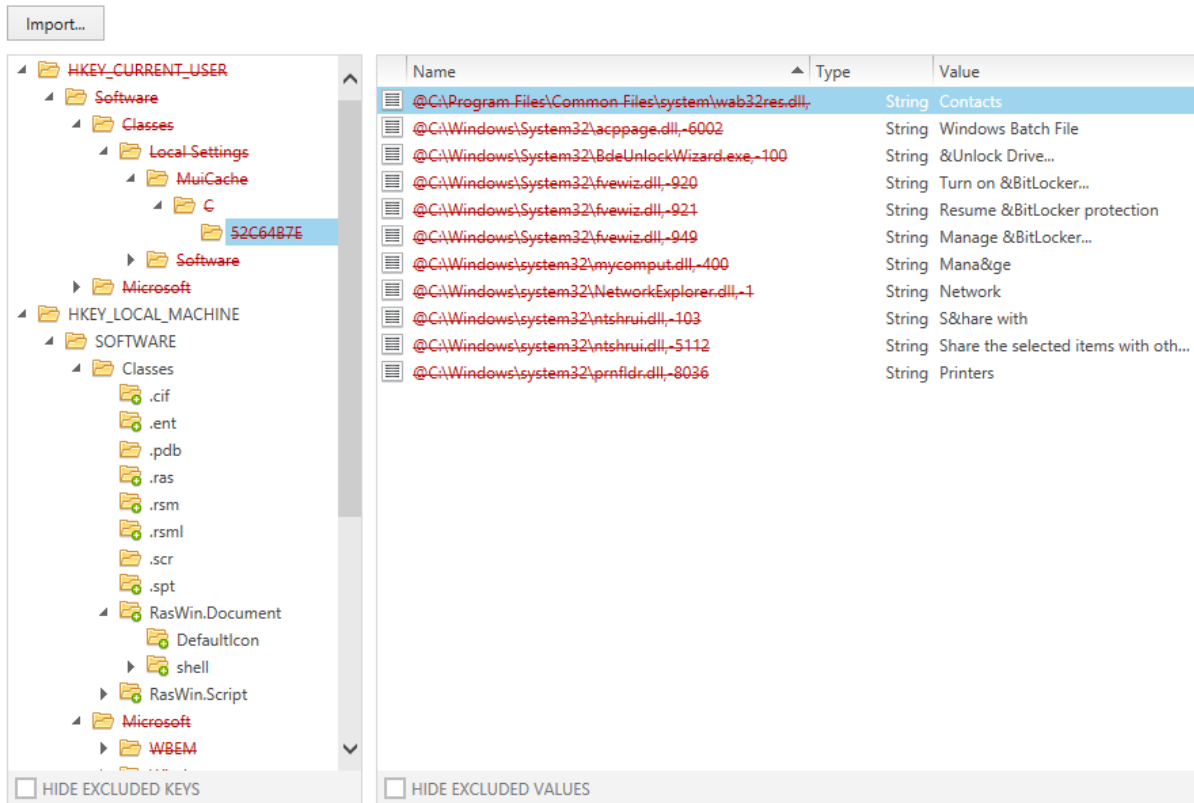 Import...
HKEY_CURRENT_USER
Software
Classes
Local Settings
MuiCache
C
52C64B7E
Software
Microsoft
HKEY_LOCAL_MACHINE
SOFTWARE
Classes
.cif
.ent
.pdb
.ras
.rsm
.rsml
.scr
.spt
RasWin.Document
DefaultIcon
shell
RasWin.Script
Microsoft
WBEM
HIDE EXCLUDED KEYS
Name Type Value
@C:\Program Files\Common Files\system\wab32res.dll, String Contacts
@C:\Windows\System32\acppage.dll,-6002 String Windows Batch File
@C:\Windows\System32\BdeUnlockWizard.exe,-100 String &Unlock Drive...
@C:\Windows\System32\fvewiz.dll,-920 String Turn on &BitLocker...
@C:\Windows\System32\fvewiz.dll,-921 String Resume &BitLocker protection
@C:\Windows\System32\fvewiz.dll,-949 String Manage &BitLocker...
@C:\Windows\system32\mycomput.dll,-400 String Mana&ge
@C:\Windows\system32\NetworkExplorer.dll,-1 String Network
@C:\Windows\system32\ntshrui.dll,-103 String S&hare with
@C:\Windows\system32\ntshrui.dll,-5112 String Share the selected items with oth...
@C:\Windows\system32\prnfldr.dll,-8036 String Printers
HIDE EXCLUDED VALUES